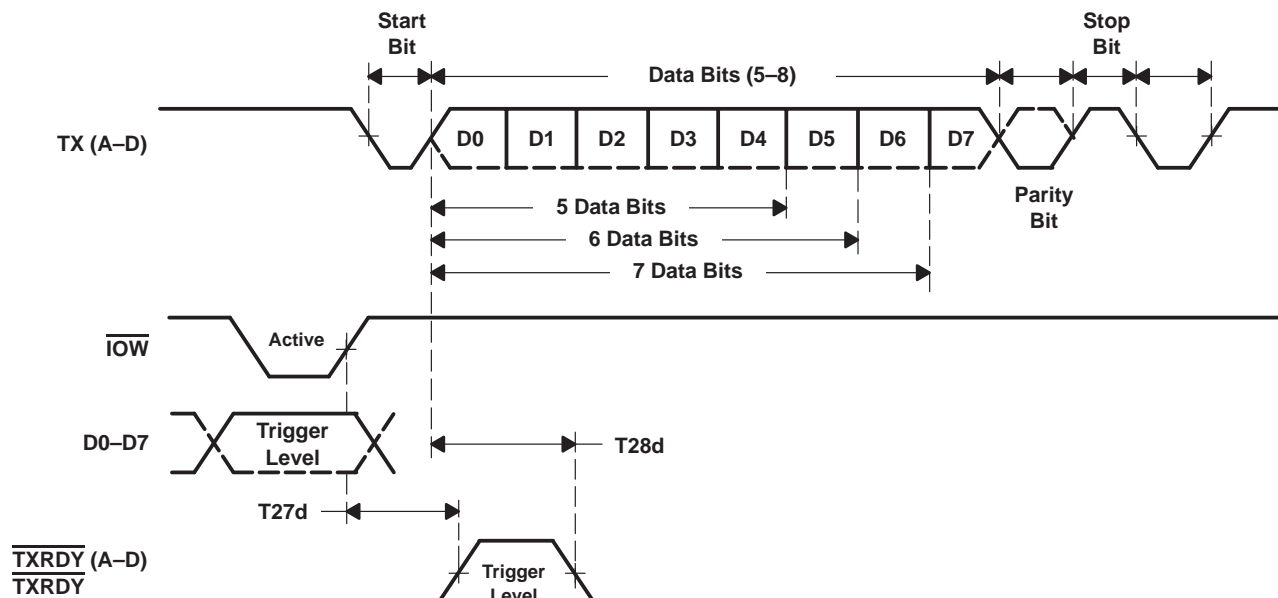 Start
Bit
Stop
Bit
Data Bits (5–8)
TX (A–D)
D0
D1
D2
D3
D4
D5
D6
D7
Parity
Bit
5 Data Bits
6 Data Bits
7 Data Bits
IOW
Active
D0–D7
Trigger
Level
T28d
T27d
TXRDY (A–D)
TXRDY
Trigger
Level